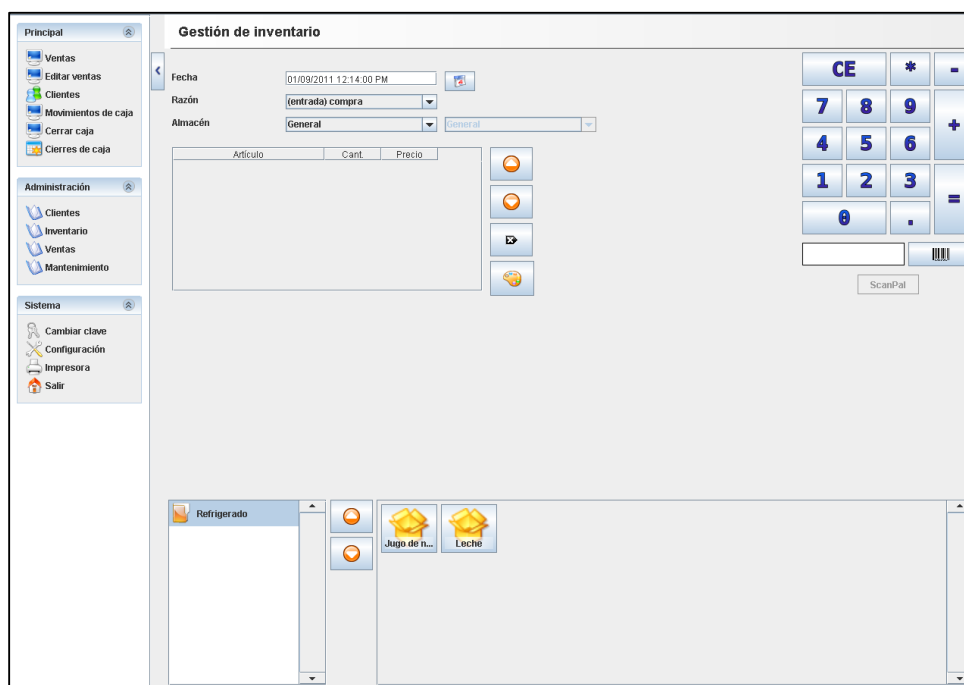 Principal
Ventas
Editar ventas
Clientes
Movimientos de caja
Cerrar caja
Cierres de caja
Administración
Clientes
Inventario
Ventas
Mantenimiento
Sistema
Cambiar clave
Configuración
Impresora
Salir
Gestión de inventario
Fecha 01/09/2011 12:14:00 PM
Razón (entrada) compra
Almacén General General
Artículo Cant. Precio
CE * -
7 8 9 +
4 5 6
1 2 3 =
0 .
ScanPal
Refrigerado
Jugo de n... Leche